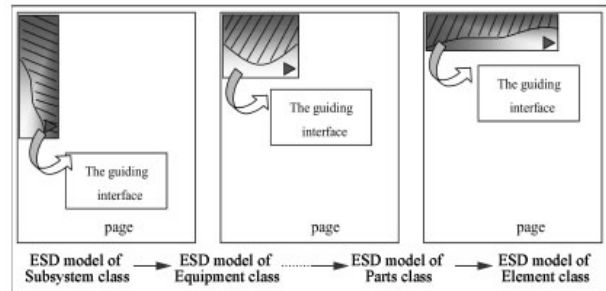 The guiding
interface
page
The guiding
interface
page
The guiding
interface
page
ESD model of
Subsystem class
ESD model of
Equipment class
ESD model of
Parts class
ESD model of
Element class